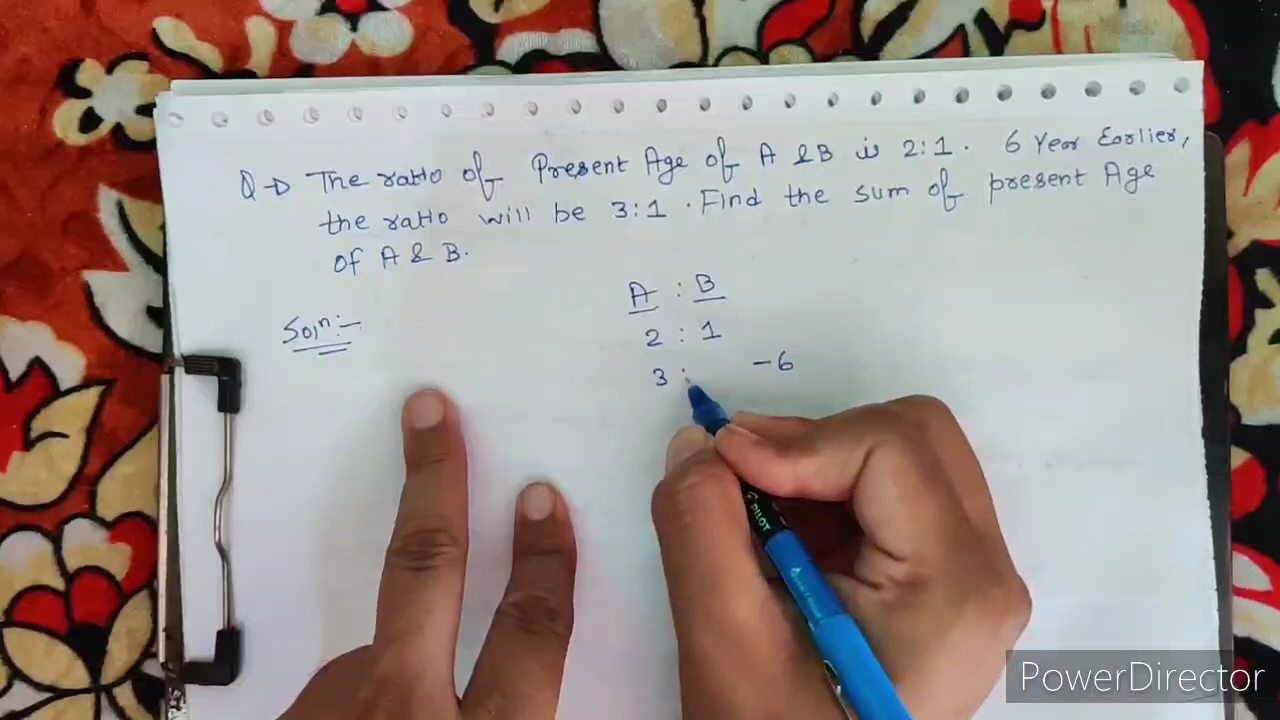 Q → The ratio of Present Age of A & B is 2:1. 6 Year Earlier,
the ratio will be 3:1. Find the sum of present Age
of A & B.
Soln:-
A : B
2 : 1
-6
3 :
PILOT
PowerDirector